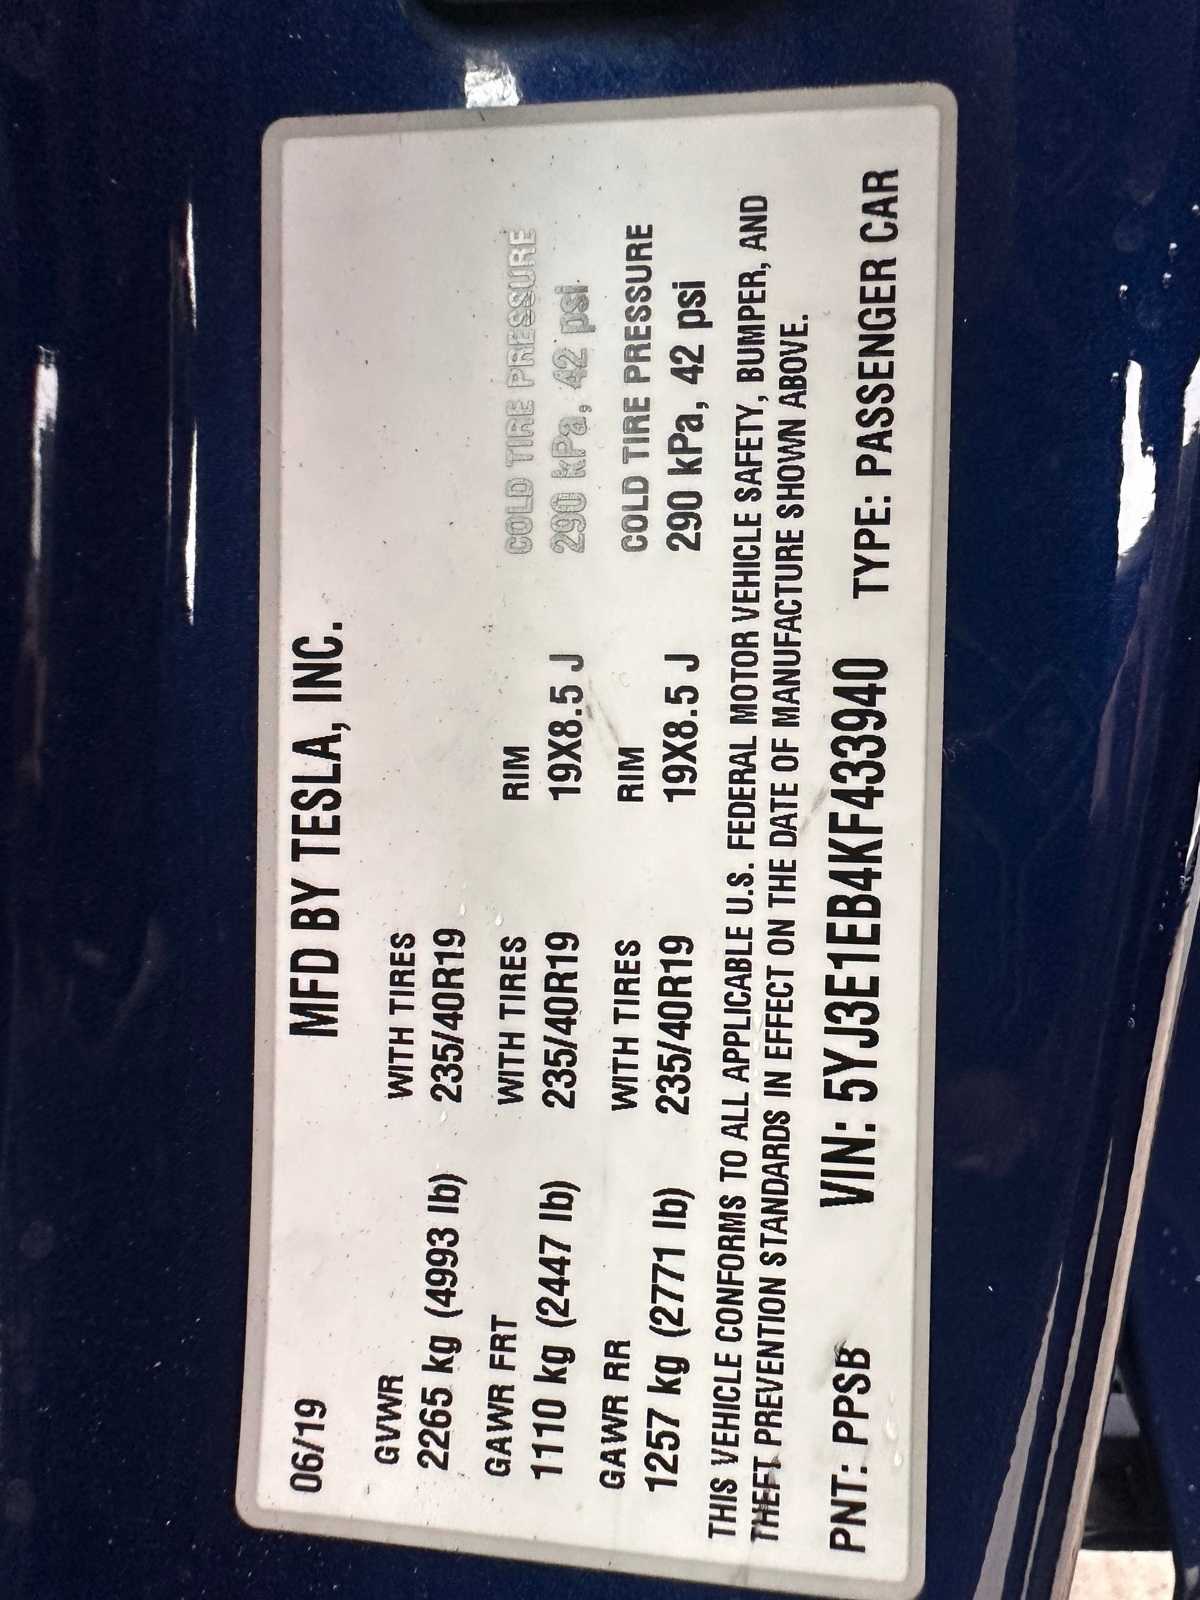 MFD BY TESLA, INC.
06/19
GVWR WITH TIRES
2265 kg (4993 lb) 235/40R19
GAWR FRT WITH TIRES RIM COLD TIRE PRESSURE
1110 kg (2447 lb) 235/40R19 19X8.5 J 290 kPa, 42 psi
GAWR RR WITH TIRES RIM COLD TIRE PRESSURE
1257 kg (2771 lb) 235/40R19 19X8.5 J 290 kPa, 42 psi
THIS VEHICLE CONFORMS TO ALL APPLICABLE U.S. FEDERAL MOTOR VEHICLE SAFETY, BUMPER, AND
THEFT PREVENTION STANDARDS IN EFFECT ON THE DATE OF MANUFACTURE SHOWN ABOVE.
PNT: PPSB VIN: 5YJ3E1EB4KF433940 TYPE: PASSENGER CAR